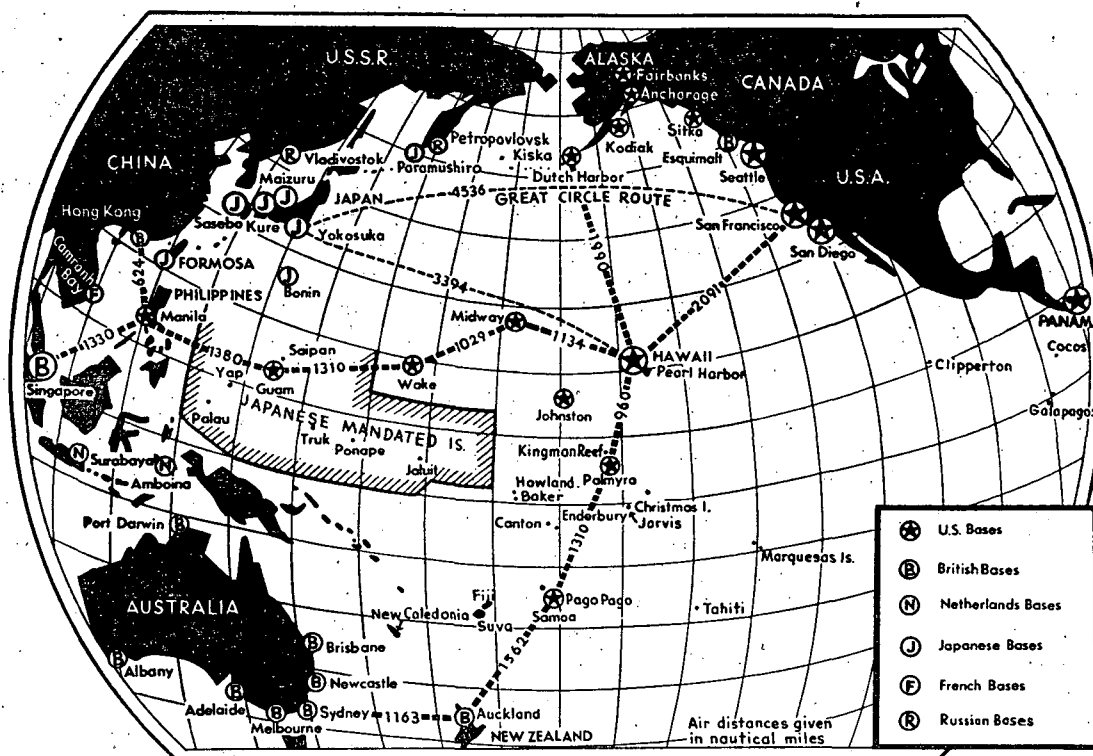 U.S.S.R.
ALASKA
Fairbanks
Anchorage
CANADA
Sitka
Kodiak
Esquimalt
Seattle
Petropovlovsk
Kiska
Dutch Harbor
Paramushiro
R Vladivostok
CHINA
Maizuru
JAPAN
4536
GREAT CIRCLE ROUTE
U.S.A.
Hong Kong
Sasebo
Kure
Yokosuka
San Francisco
San Diego
Camranh
Bay
624
FORMOSA
Bonin
3394
1990
2091
PHILIPPINES
Manila
Midway
1029
1134
PANAM
Cocos
1330
1380
Saipan
1310
Yap
Guam
Wake
HAWAII
Pearl Harbor
Clipperton
Singapore
Johnston
960
Galapagos
Palau
JAPANESE MANDATED IS.
Truk
Ponape
Jaluit
Kingman Reef
Palmyra
Surabaya
Amboina
Howland
Baker
Christmas I.
Jarvis
Port Darwin
Canton
Enderbury
1310
Marquesas Is.
AUSTRALIA
Fiji
New Caledonia
Suva
Pago Pago
Samoa
Tahiti
Brisbane
Albany
1562
Newcastle
Adelaide
Melbourne
Sydney
1163
Auckland
NEW ZEALAND
Air distances given
in nautical miles
U.S. Bases
B British Bases
N Netherlands Bases
J Japanese Bases
F French Bases
R Russian Bases